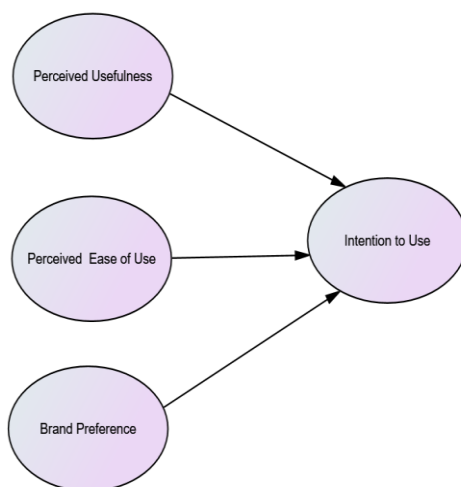 Perceived Usefulness
Intention to Use
Perceived Ease of Use
Brand Preference